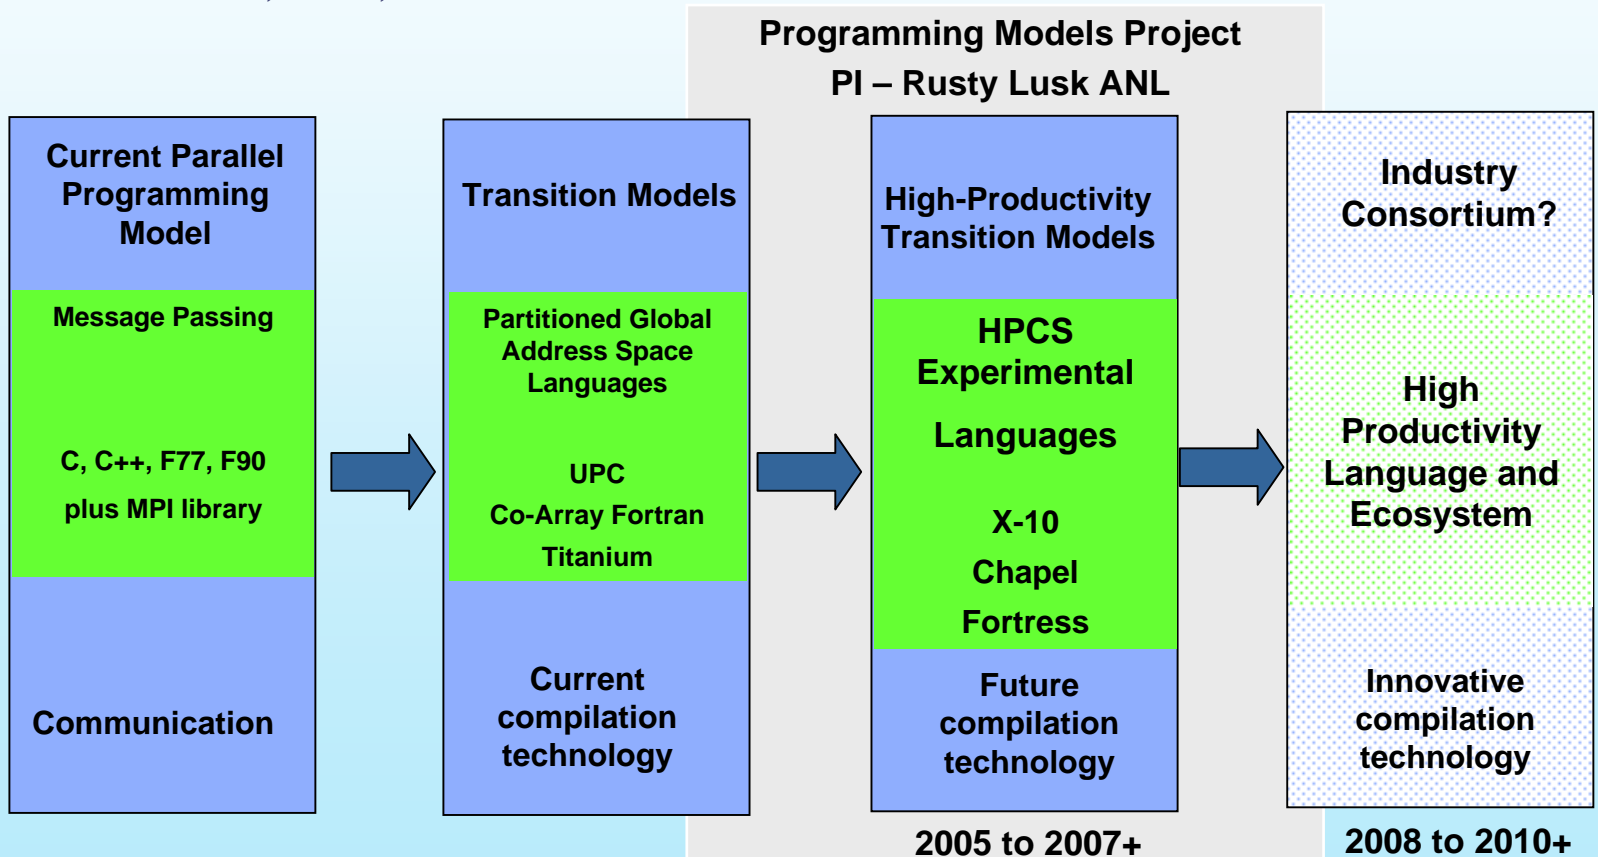 Programming Models Project
PI – Rusty Lusk ANL
Current Parallel
Programming
Model
Message Passing
C, C++, F77, F90
plus MPI library
Communication
Transition Models
Partitioned Global
Address Space
Languages
UPC
Co-Array Fortran
Titanium
Current
compilation
technology
High-Productivity
Transition Models
HPCS
Experimental
Languages
X-10
Chapel
Fortress
Future
compilation
technology
2005 to 2007+
Industry
Consortium?
High
Productivity
Language and
Ecosystem
Innovative
compilation
technology
2008 to 2010+